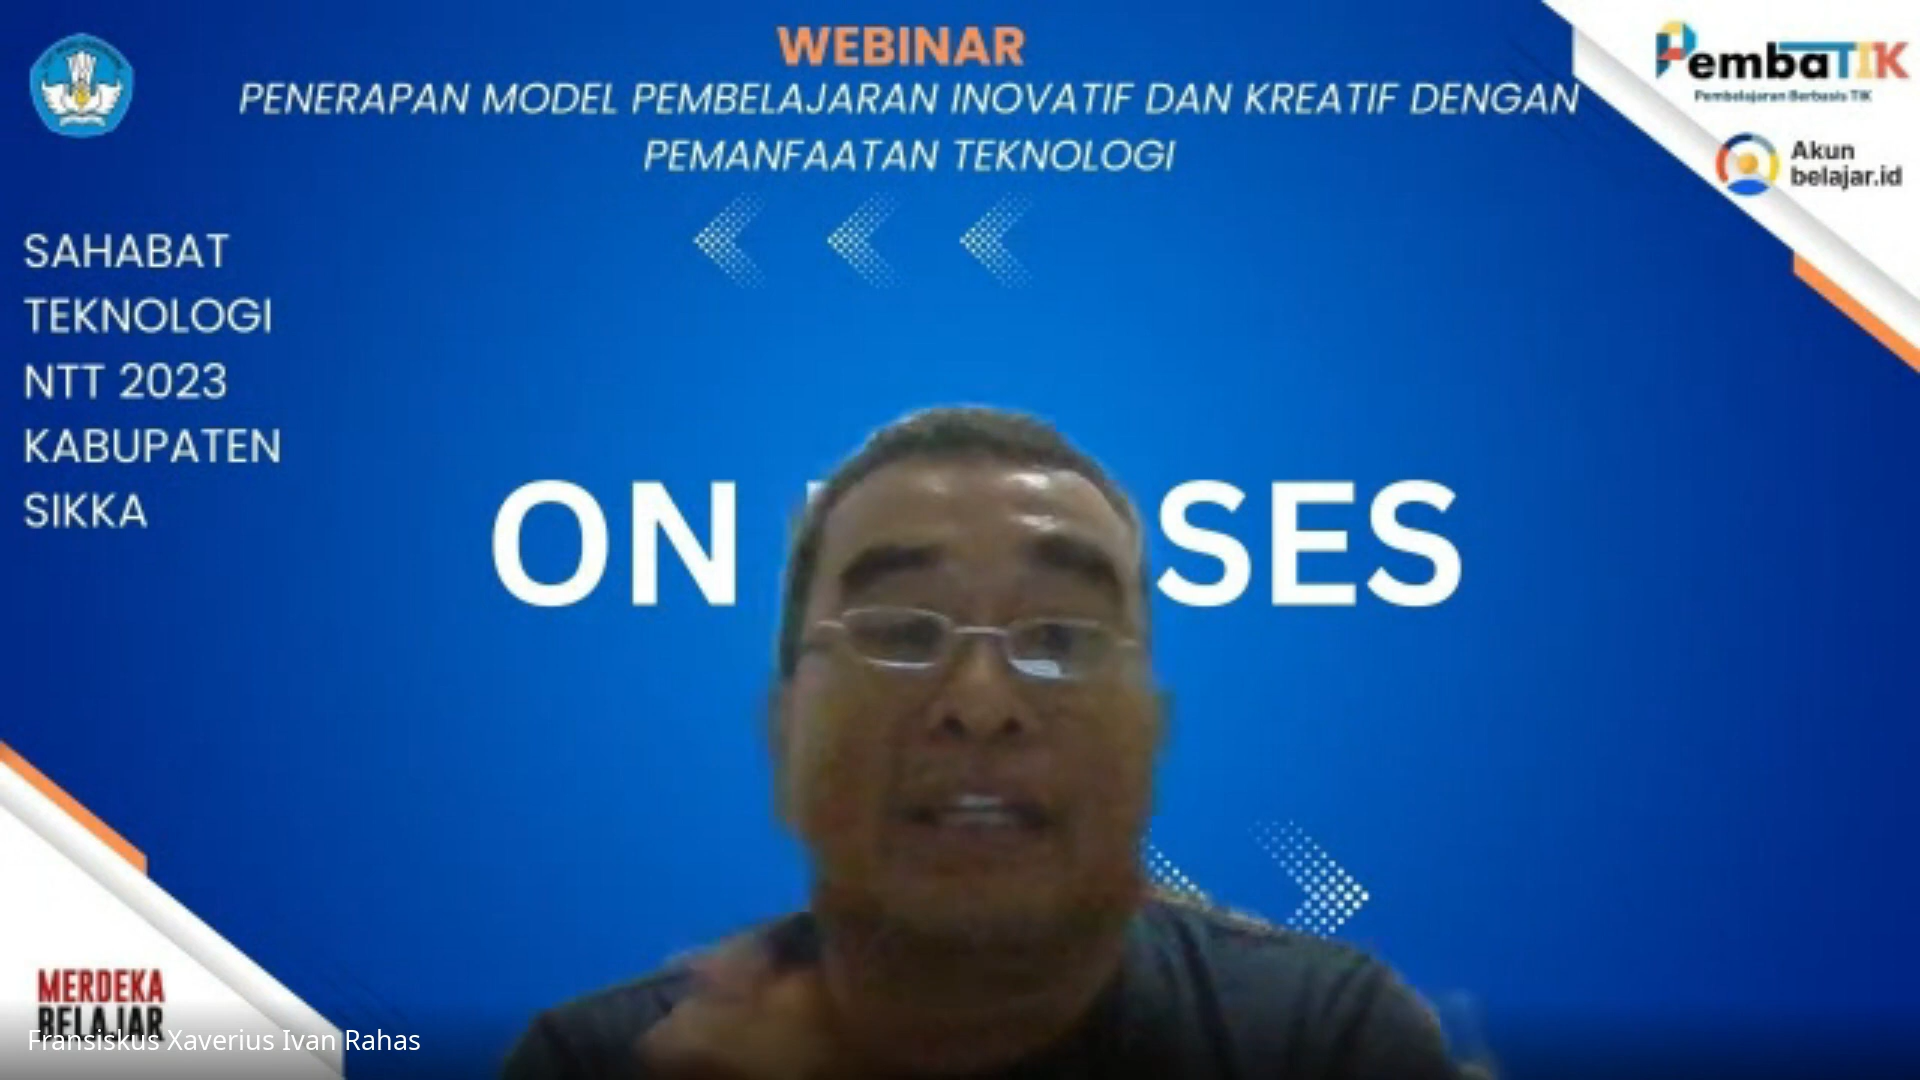 WEBINAR
PENERAPAN MODEL PEMBELAJARAN INOVATIF DAN KREATIF DENGAN
PEMANFAATAN TEKNOLOGI
PembaTIK
Pembelajaran Berbasis TIK
Akun
belajar.id
SAHABAT
TEKNOLOGI
NTT 2023
KABUPATEN
SIKKA
ON SES
MERDEKA
BELAJAR
Fransiskus Xaverius Ivan Rahas